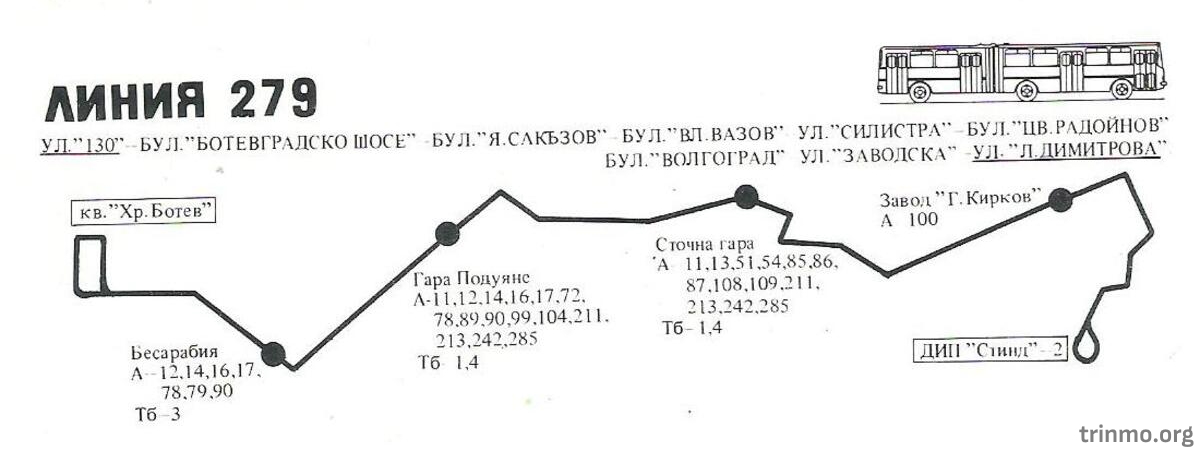 ЛИНИЯ 279
УЛ."130"–БУЛ."БОТЕВГРАДСКО ШОСЕ"–БУЛ."Я.САКЪЗОВ"–БУЛ."ВЛ.ВАЗОВ" УЛ."СИЛИСТРА"–БУЛ."ЦВ.РАДОЙНОВ"
БУЛ."ВОЛГОГРАД" УЛ."ЗАВОДСКА"–УЛ."Л.ДИМИТРОВА"
кв."Хр.Ботев"
Бесарабия
А–12,14,16,17,
78,79,90
Тб–3
Гара Подуяне
А–11,12,14,16,17,72,
78,89,90,99,104,211,
213,242,285
Тб–1,4
Сточна гара
А–11,13,51,54,85,86,
87,108,109,211,
213,242,285
Тб–1,4
Завод "Г.Кирков"
А 100
ДИП "Стинд"–2
trinmo.org